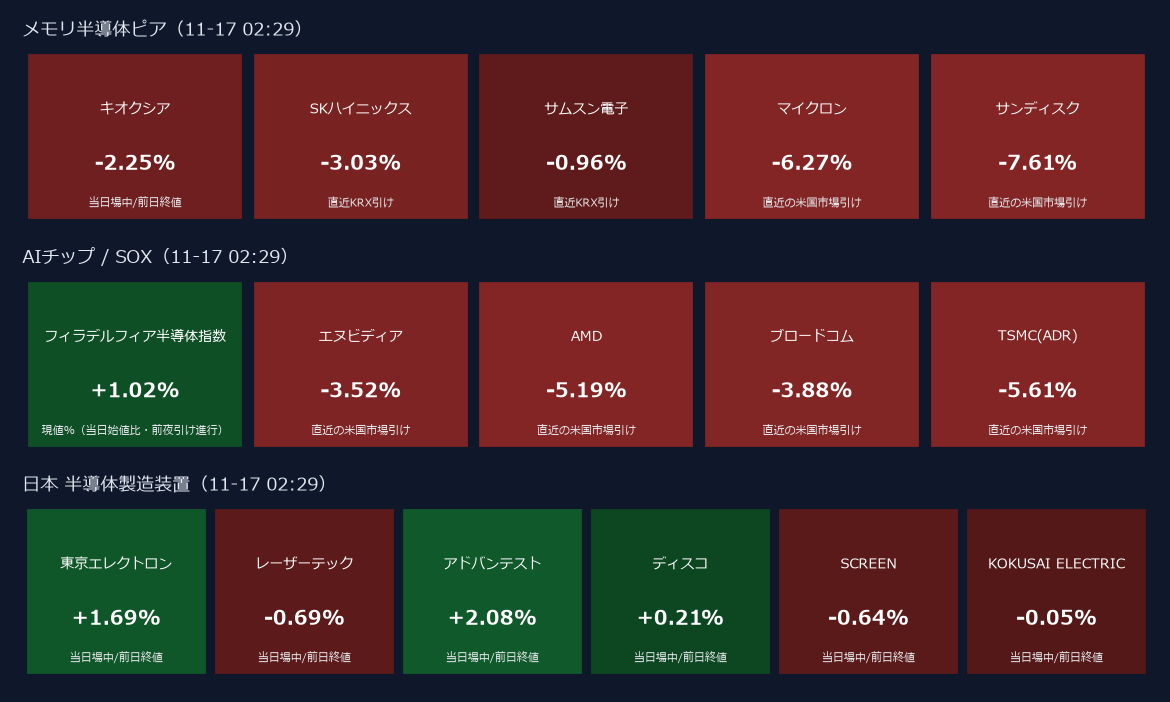 メモリ半導体ピア（11-17 02:29）
キオクシア
-2.25%
当日場中/前日終値
SKハイニックス
-3.03%
直近KRX引け
サムスン電子
-0.96%
直近KRX引け
マイクロン
-6.27%
直近の米国市場引け
サンディスク
-7.61%
直近の米国市場引け
AIチップ / SOX（11-17 02:29）
フィラデルフィア半導体指数
+1.02%
現値%（当日始値比・前夜引け進行）
エヌビディア
-3.52%
直近の米国市場引け
AMD
-5.19%
直近の米国市場引け
ブロードコム
-3.88%
直近の米国市場引け
TSMC(ADR)
-5.61%
直近の米国市場引け
日本 半導体製造装置（11-17 02:29）
東京エレクトロン
+1.69%
当日場中/前日終値
レーザーテック
-0.69%
当日場中/前日終値
アドバンテスト
+2.08%
当日場中/前日終値
ディスコ
+0.21%
当日場中/前日終値
SCREEN
-0.64%
当日場中/前日終値
KOKUSAI ELECTRIC
-0.05%
当日場中/前日終値